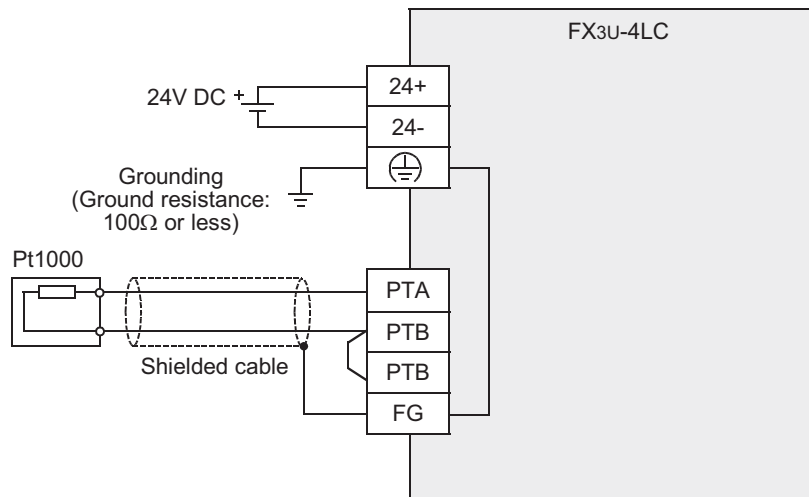 FX3U-4LC
24V DC +
24+
24-
Grounding
(Ground resistance:
100Ω or less)
Pt1000
PTA
PTB
PTB
FG
Shielded cable